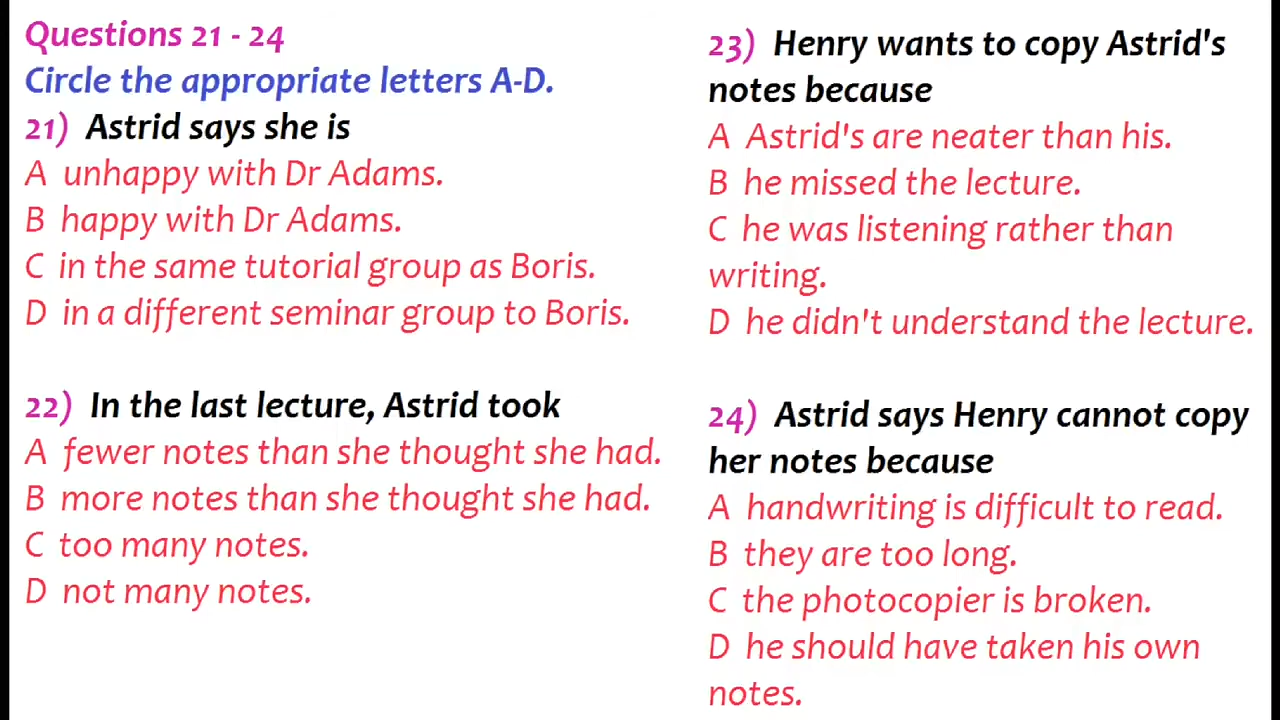 Questions 21 - 24
Circle the appropriate letters A-D.
21) Astrid says she is
A unhappy with Dr Adams.
B happy with Dr Adams.
C in the same tutorial group as Boris.
D in a different seminar group to Boris.
22) In the last lecture, Astrid took
A fewer notes than she thought she had.
B more notes than she thought she had.
C too many notes.
D not many notes.
23) Henry wants to copy Astrid's
notes because
A Astrid's are neater than his.
B he missed the lecture.
C he was listening rather than
writing.
D he didn't understand the lecture.
24) Astrid says Henry cannot copy
her notes because
A handwriting is difficult to read.
B they are too long.
C the photocopier is broken.
D he should have taken his own
notes.